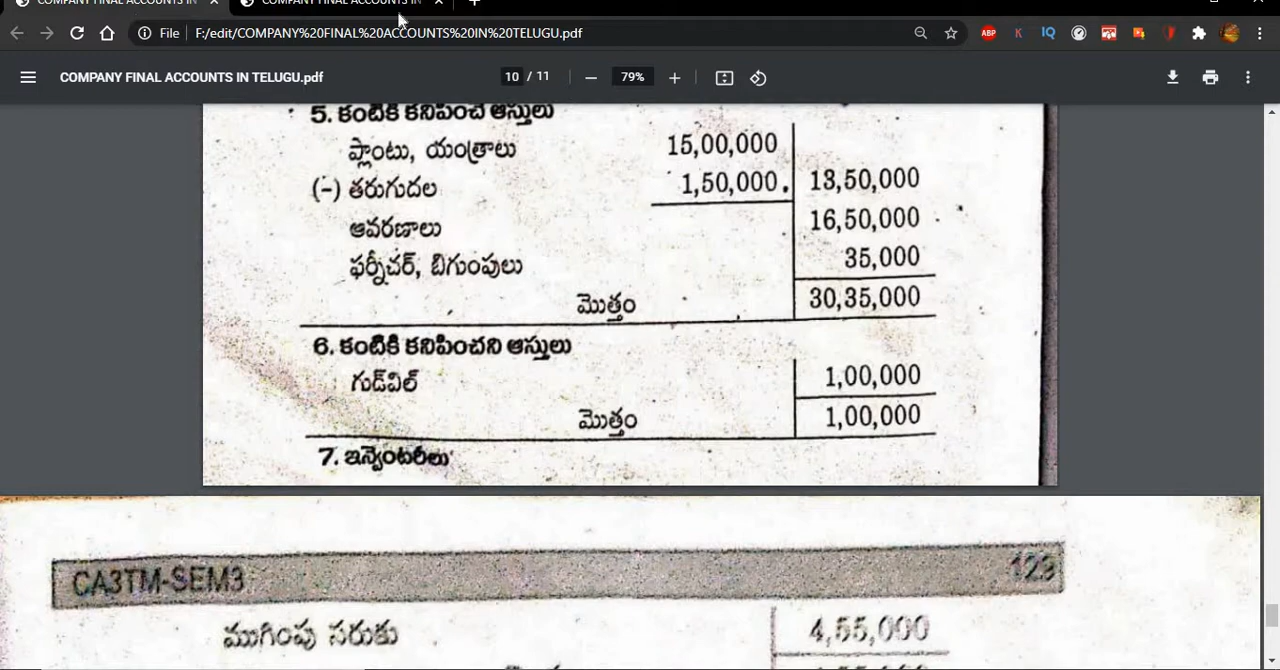 COMPANY FINAL ACCOUNTS IN
COMPANY FINAL ACCOUNTS IN
File F:/edit/COMPANY%20FINAL%20ACCOUNTS%20IN%20TELUGU.pdf
ABP K IQ
COMPANY FINAL ACCOUNTS IN TELUGU.pdf 10 / 11 79%
5. కంటికి కనిపించే ఆస్తులు
ప్లాంటు, యంత్రాలు 15,00,000
(-) తరుగుదల 1,50,000. 13,50,000
ఆవరణాలు 16,50,000
ఫర్నీచర్, బిగుంపులు 35,000
మొత్తం 30,35,000
6. కంటికి కనిపించని ఆస్తులు
గుడ్‌విల్ 1,00,000
మొత్తం 1,00,000
7. ఇన్వెంటరీలు
CA3TM-SEM3 123
ముగింపు సరుకు 4,55,000